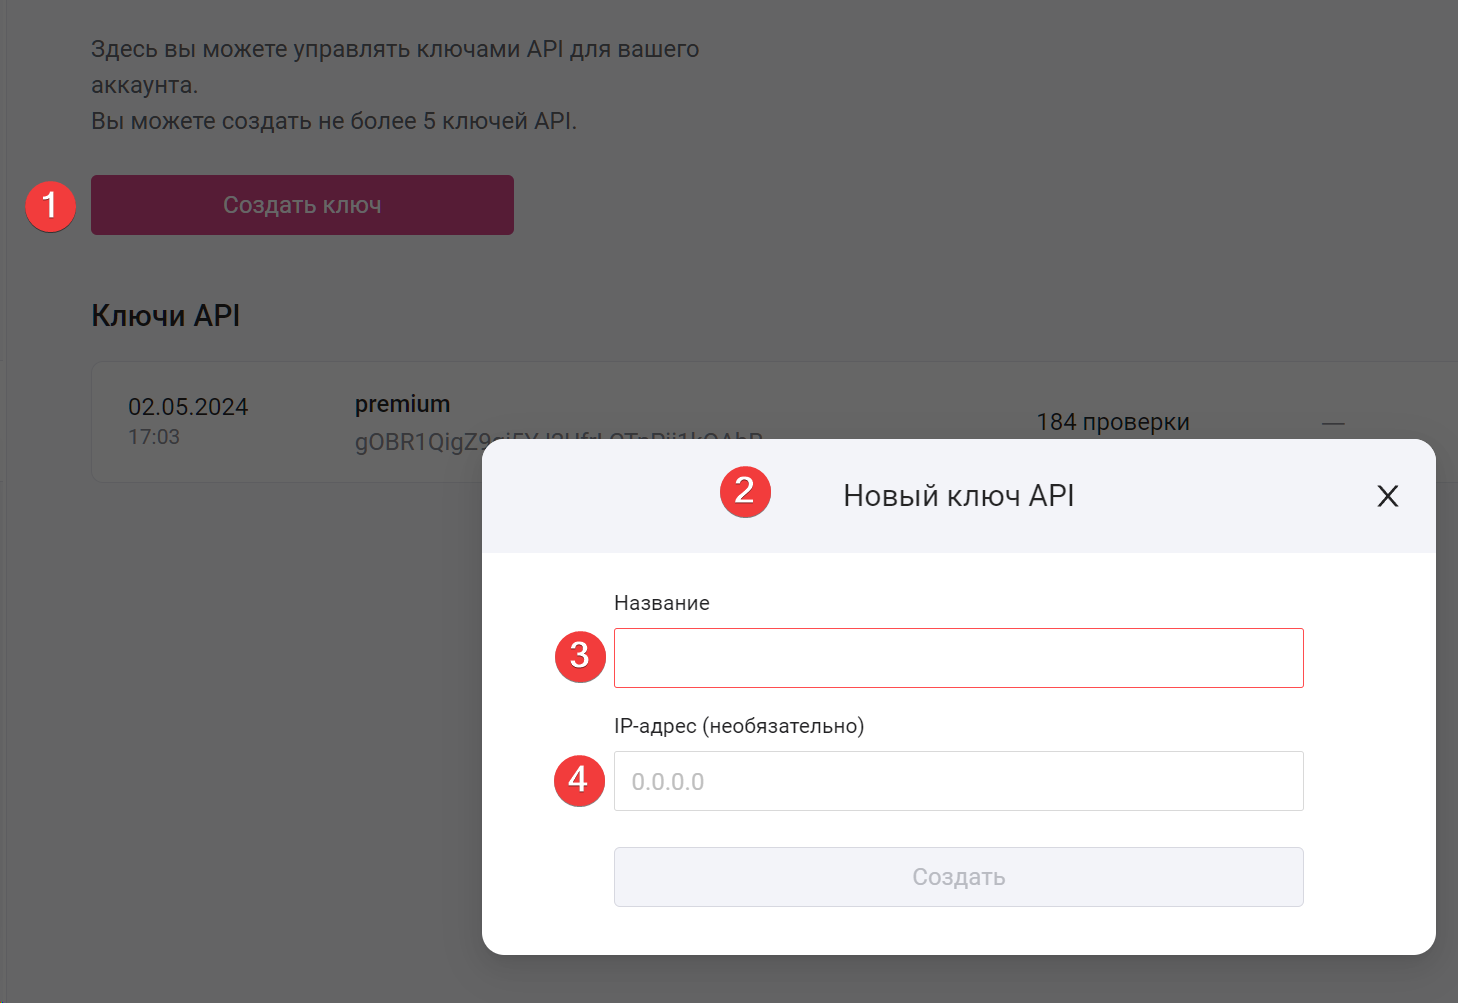 Здесь вы можете управлять ключами API для вашего
аккаунта.
Вы можете создать не более 5 ключей API.
1 Создать ключ
Ключи API
02.05.2024 premium 184 проверки —
17:03
2 Новый ключ API X
Название
3
IP-адрес (необязательно)
4 0.0.0.0
Создать